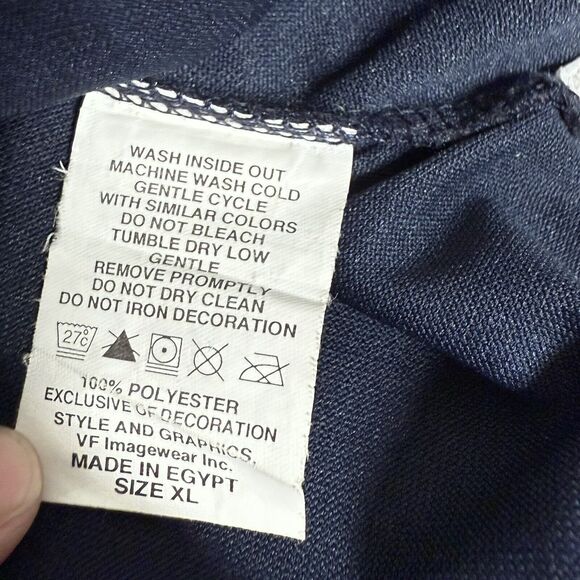 WASH INSIDE OUT
MACHINE WASH COLD
GENTLE CYCLE
WITH SIMILAR COLORS
DO NOT BLEACH
TUMBLE DRY LOW
GENTLE
REMOVE PROMPTLY
DO NOT DRY CLEAN
DO NOT IRON DECORATION
27°C
100% POLYESTER
EXCLUSIVE OF DECORATION
STYLE AND GRAPHICS,
VF Imagewear Inc.
MADE IN EGYPT
SIZE XL